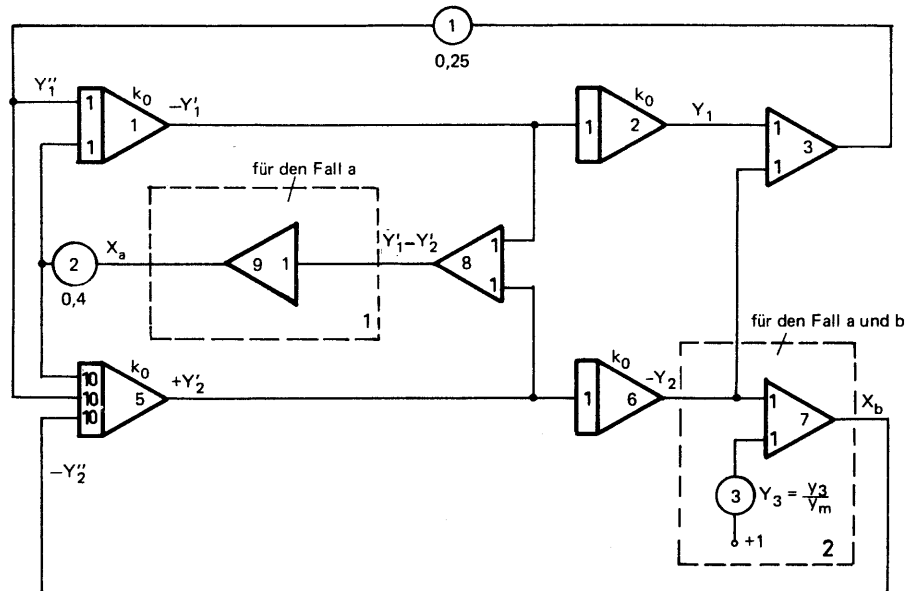 1
0,25
Y₁″
1
1
k₀
1
−Y₁′
1
k₀
2
Y₁
1
1
3
für den Fall a
2
0,4
Xₐ
9
1
1
Y₁′−Y₂′
8
1
1
für den Fall a und b
10
10
10
k₀
5
+Y₂′
1
k₀
6
−Y₂
1
1
7
X_b
−Y₂″
3
Y₃ = y₃/yₘ
+1
2